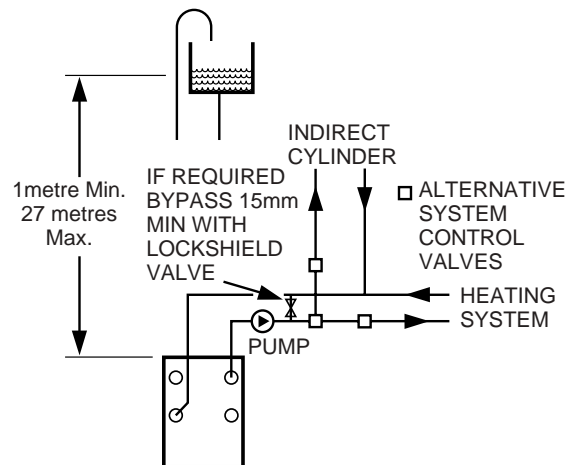 1metre Min.
27 metres
Max.
IF REQUIRED
BYPASS 15mm
MIN WITH
LOCKSHIELD
VALVE
INDIRECT
CYLINDER
ALTERNATIVE
SYSTEM
CONTROL
VALVES
HEATING
SYSTEM
PUMP